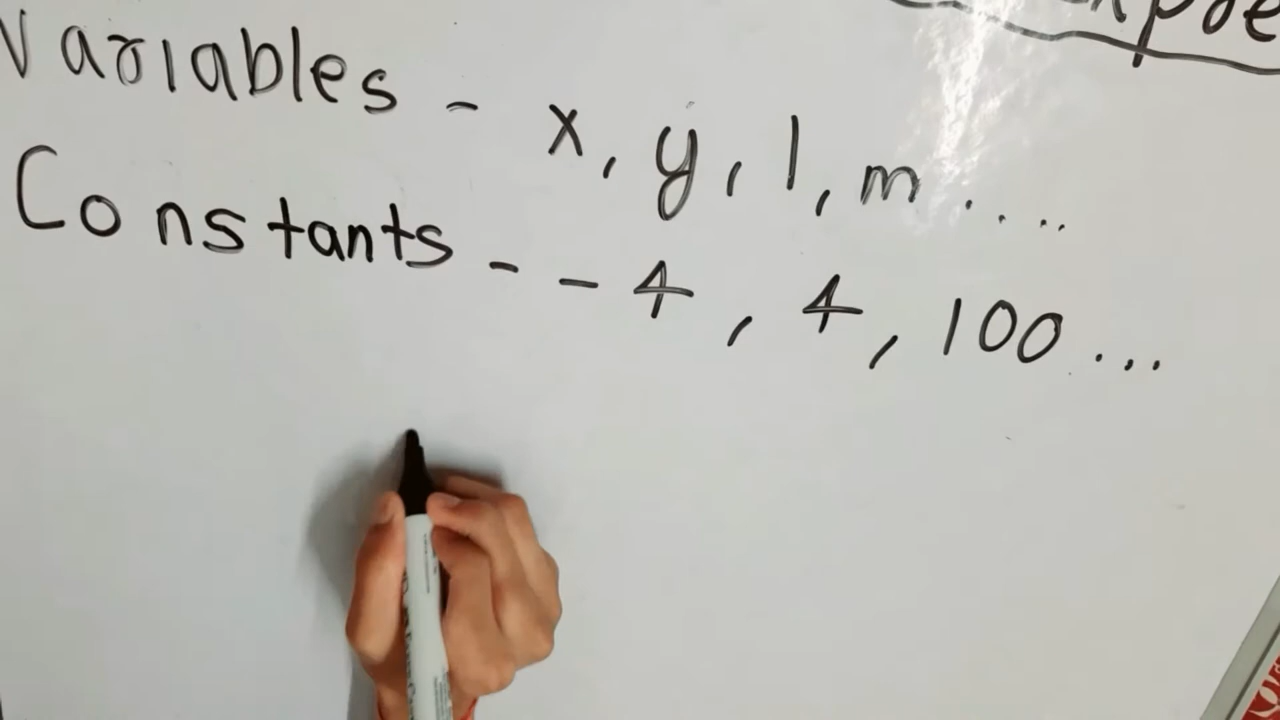 Variables - x, y, l, m ....
Constants - -4, 4, 100 ...